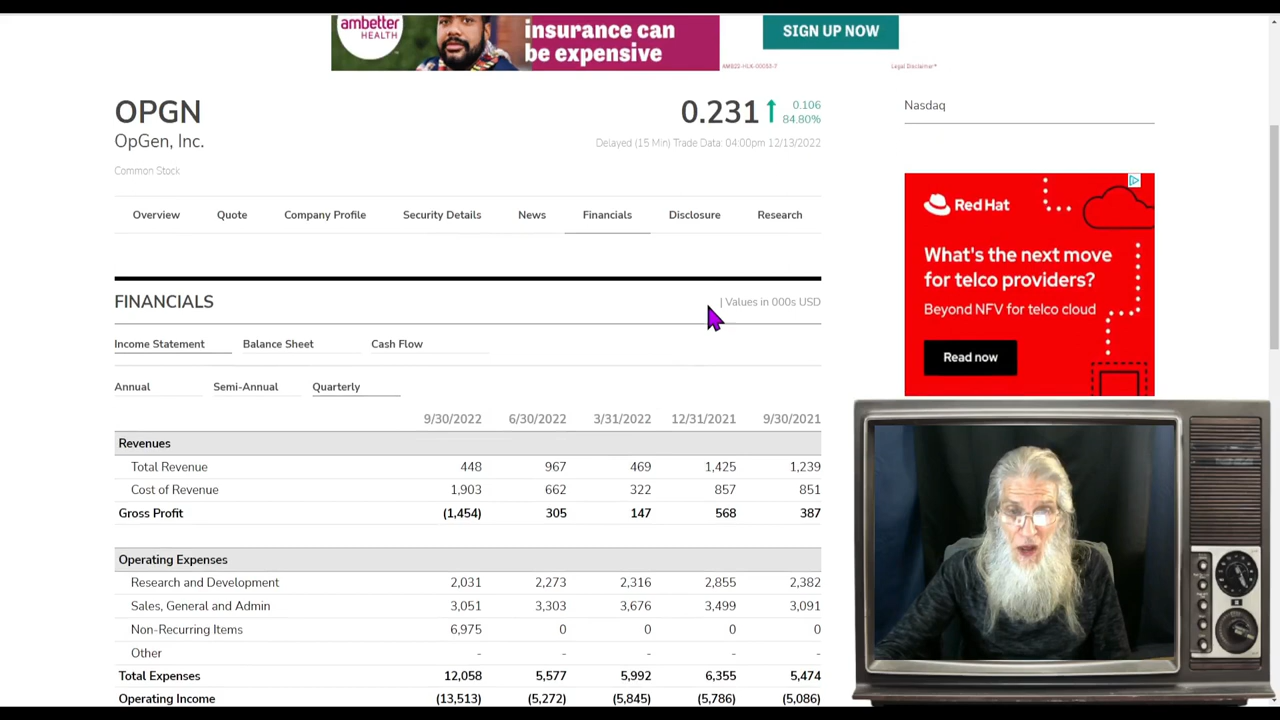 ambetter
HEALTH
insurance can
be expensive
SIGN UP NOW
AMB22-HLK-00053-7
Legal Disclaimer*
OPGN
0.231
0.106
84.80%
OpGen, Inc.
Delayed (15 Min) Trade Data: 04:00pm 12/13/2022
Common Stock
Nasdaq
Overview Quote Company Profile Security Details News Financials Disclosure Research
Red Hat
What's the next move
for telco providers?
Beyond NFV for telco cloud
Read now
FINANCIALS
| Values in 000s USD
Income Statement Balance Sheet Cash Flow
Annual Semi-Annual Quarterly
9/30/2022 6/30/2022 3/31/2022 12/31/2021 9/30/2021
Revenues
Total Revenue 448 967 469 1,425 1,239
Cost of Revenue 1,903 662 322 857 851
Gross Profit (1,454) 305 147 568 387
Operating Expenses
Research and Development 2,031 2,273 2,316 2,855 2,382
Sales, General and Admin 3,051 3,303 3,676 3,499 3,091
Non-Recurring Items 6,975 0 0 0 0
Other - - - - -
Total Expenses 12,058 5,577 5,992 6,355 5,474
Operating Income (13,513) (5,272) (5,845) (5,786) (5,086)